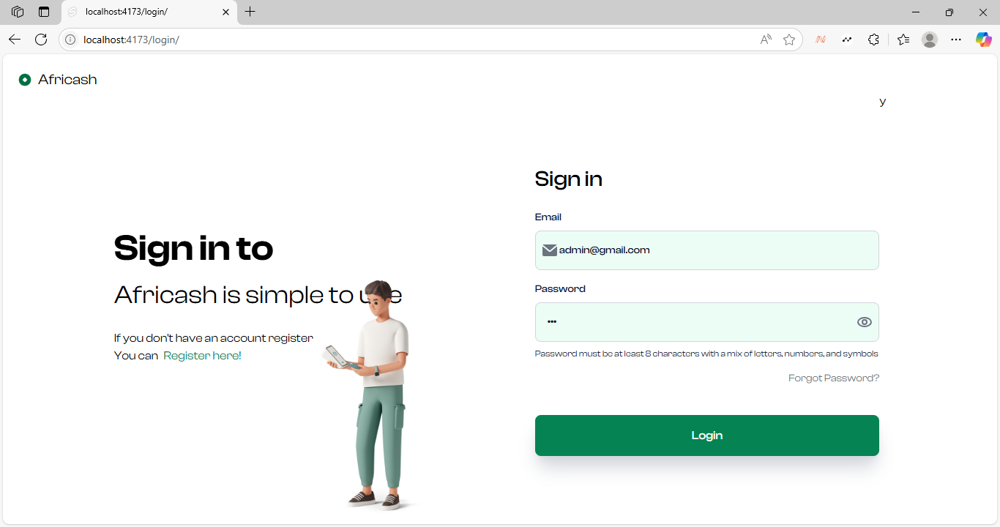 localhost:4173/login/
localhost:4173/login/
Africash
y
Sign in
Email
admin@gmail.com
Password
•••
Password must be at least 8 characters with a mix of letters, numbers, and symbols
Forgot Password?
Login
Sign in to
Africash is simple to use
If you don't have an account register
You can Register here!